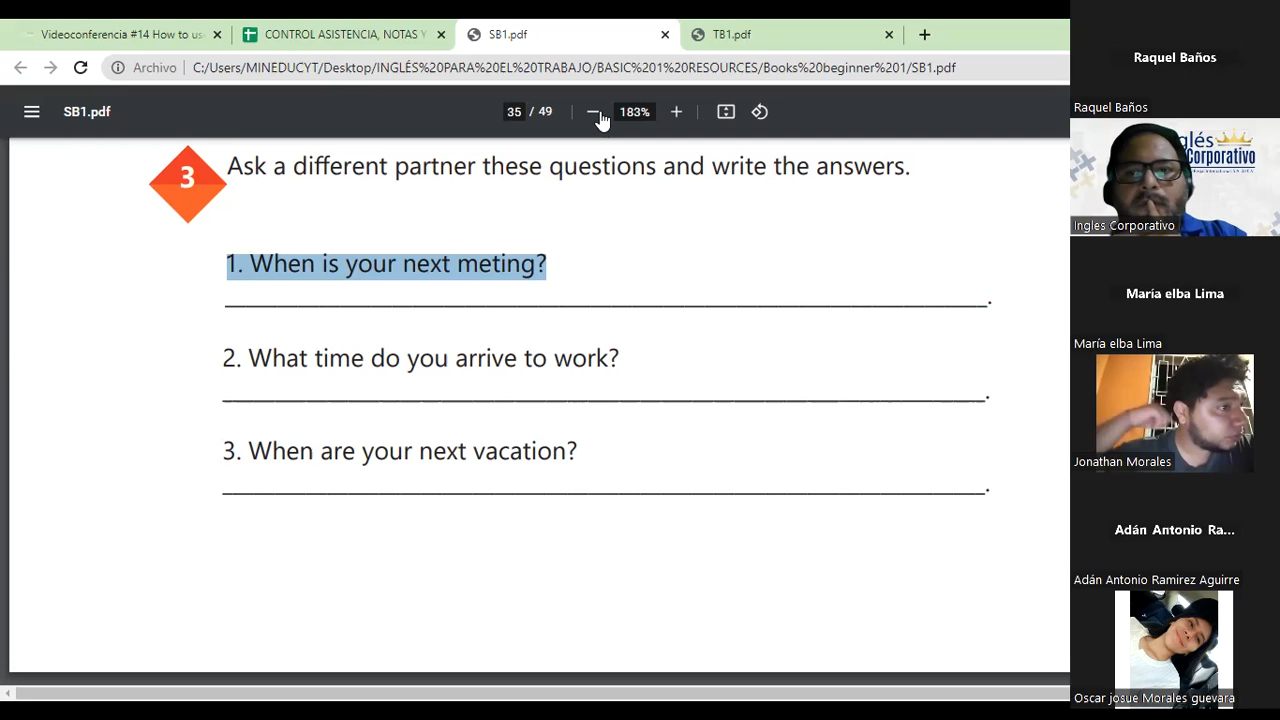 Videoconferencia #14 How to us
CONTROL ASISTENCIA, NOTAS Y
SB1.pdf
TB1.pdf
Archivo
C:/Users/MINEDUCYT/Desktop/INGLÉS%20PARA%20EL%20TRABAJO/BASIC%201%20RESOURCES/Books%20beginner%201/SB1.pdf
SB1.pdf
35 / 49
183%
3
Ask a different partner these questions and write the answers.
1. When is your next meting?
2. What time do you arrive to work?
3. When are your next vacation?
Raquel Baños
Raquel Baños
glés
Corporativo
Ingles Corporativo
María elba Lima
María elba Lima
Jonathan Morales
Adán Antonio Ra...
Adán Antonio Ramirez Aguirre
Oscar josue Morales guevara